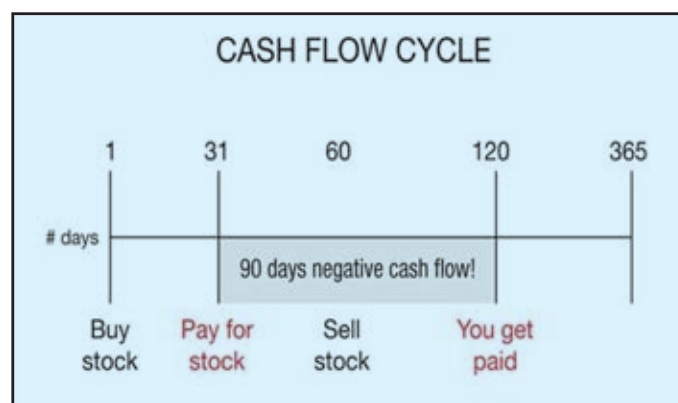 CASH FLOW CYCLE
1 31 60 120 365
# days
90 days negative cash flow!
Buy stock
Pay for stock
Sell stock
You get paid